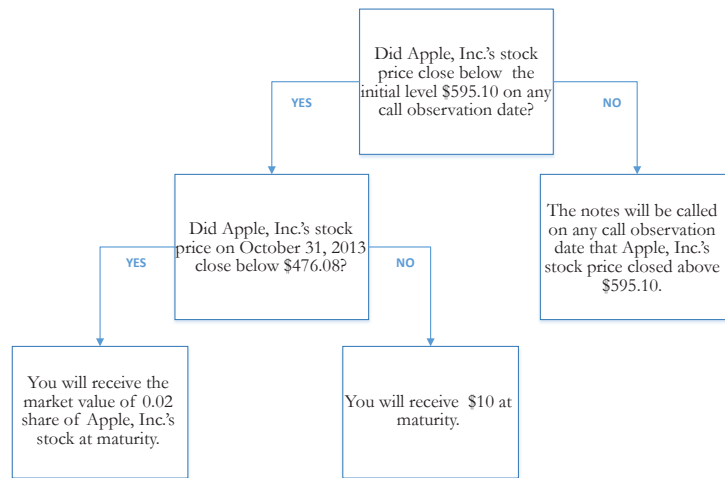 Did Apple, Inc.'s stock
price close below the
initial level $595.10 on any
call observation date?
YES
NO
Did Apple, Inc.'s stock
price on October 31, 2013
close below $476.08?
The notes will be called
on any call observation
date that Apple, Inc.'s
stock price closed above
$595.10.
YES
NO
You will receive the
market value of 0.02
share of Apple, Inc.'s
stock at maturity.
You will receive $10 at
maturity.